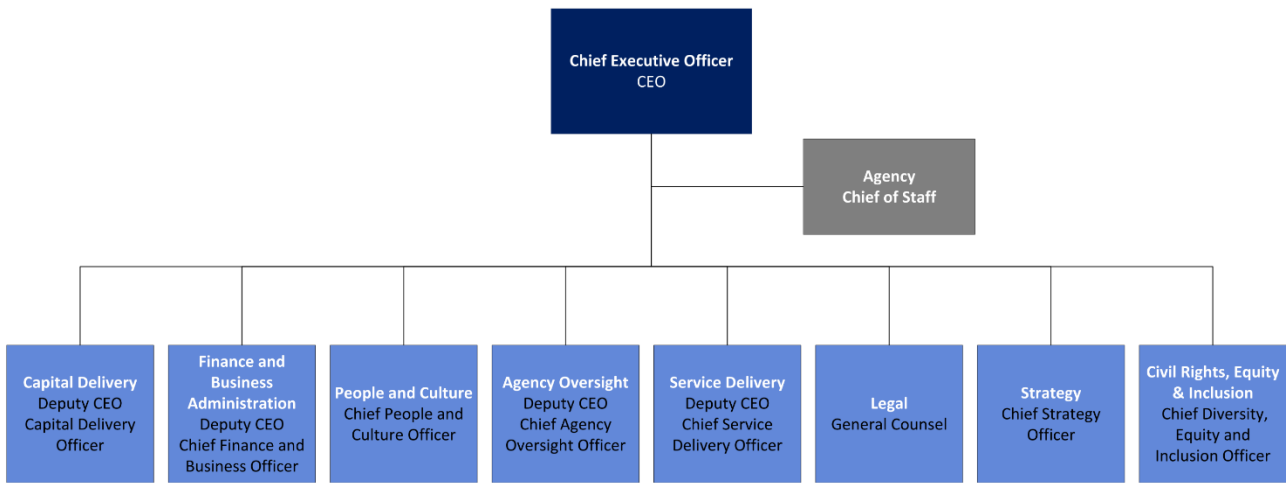 Chief Executive Officer
CEO
Agency
Chief of Staff
Capital Delivery
Deputy CEO
Capital Delivery
Officer
Finance and
Business
Administration
Deputy CEO
Chief Finance and
Business Officer
People and Culture
Chief People and
Culture Officer
Agency Oversight
Deputy CEO
Chief Agency
Oversight Officer
Service Delivery
Deputy CEO
Chief Service
Delivery Officer
Legal
General Counsel
Strategy
Chief Strategy
Officer
Civil Rights, Equity
& Inclusion
Chief Diversity,
Equity and
Inclusion Officer